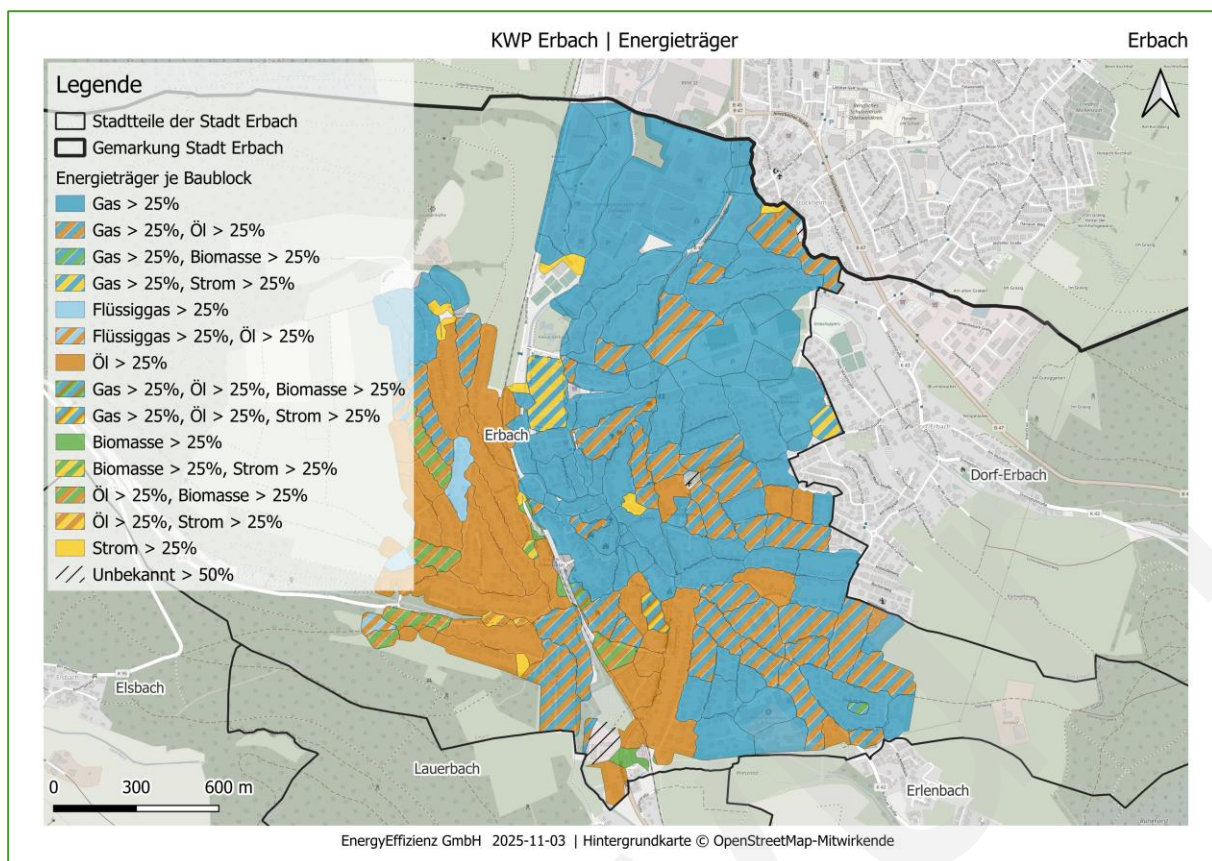 KWP Erbach | Energieträger
Erbach
Legende
Stadtteile der Stadt Erbach
Gemarkung Stadt Erbach
Energieträger je Baublock
Gas > 25%
Gas > 25%, Öl > 25%
Gas > 25%, Biomasse > 25%
Gas > 25%, Strom > 25%
Flüssiggas > 25%
Flüssiggas > 25%, Öl > 25%
Öl > 25%
Gas > 25%, Öl > 25%, Biomasse > 25%
Gas > 25%, Öl > 25%, Strom > 25%
Biomasse > 25%
Biomasse > 25%, Strom > 25%
Öl > 25%, Biomasse > 25%
Öl > 25%, Strom > 25%
Strom > 25%
Unbekannt > 50%
Erbach
Dorf-Erbach
Elsbach
Lauerbach
Erlenbach
0 300 600 m
EnergyEffizienz GmbH 2025-11-03 | Hintergrundkarte © OpenStreetMap-Mitwirkende